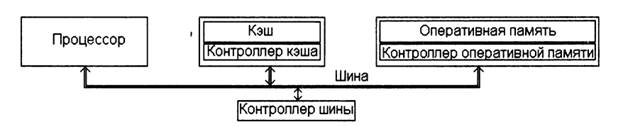 Процессор
Кэш
Контроллер кэша
Оперативная память
Контроллер оперативной памяти
Шина
Контроллер шины